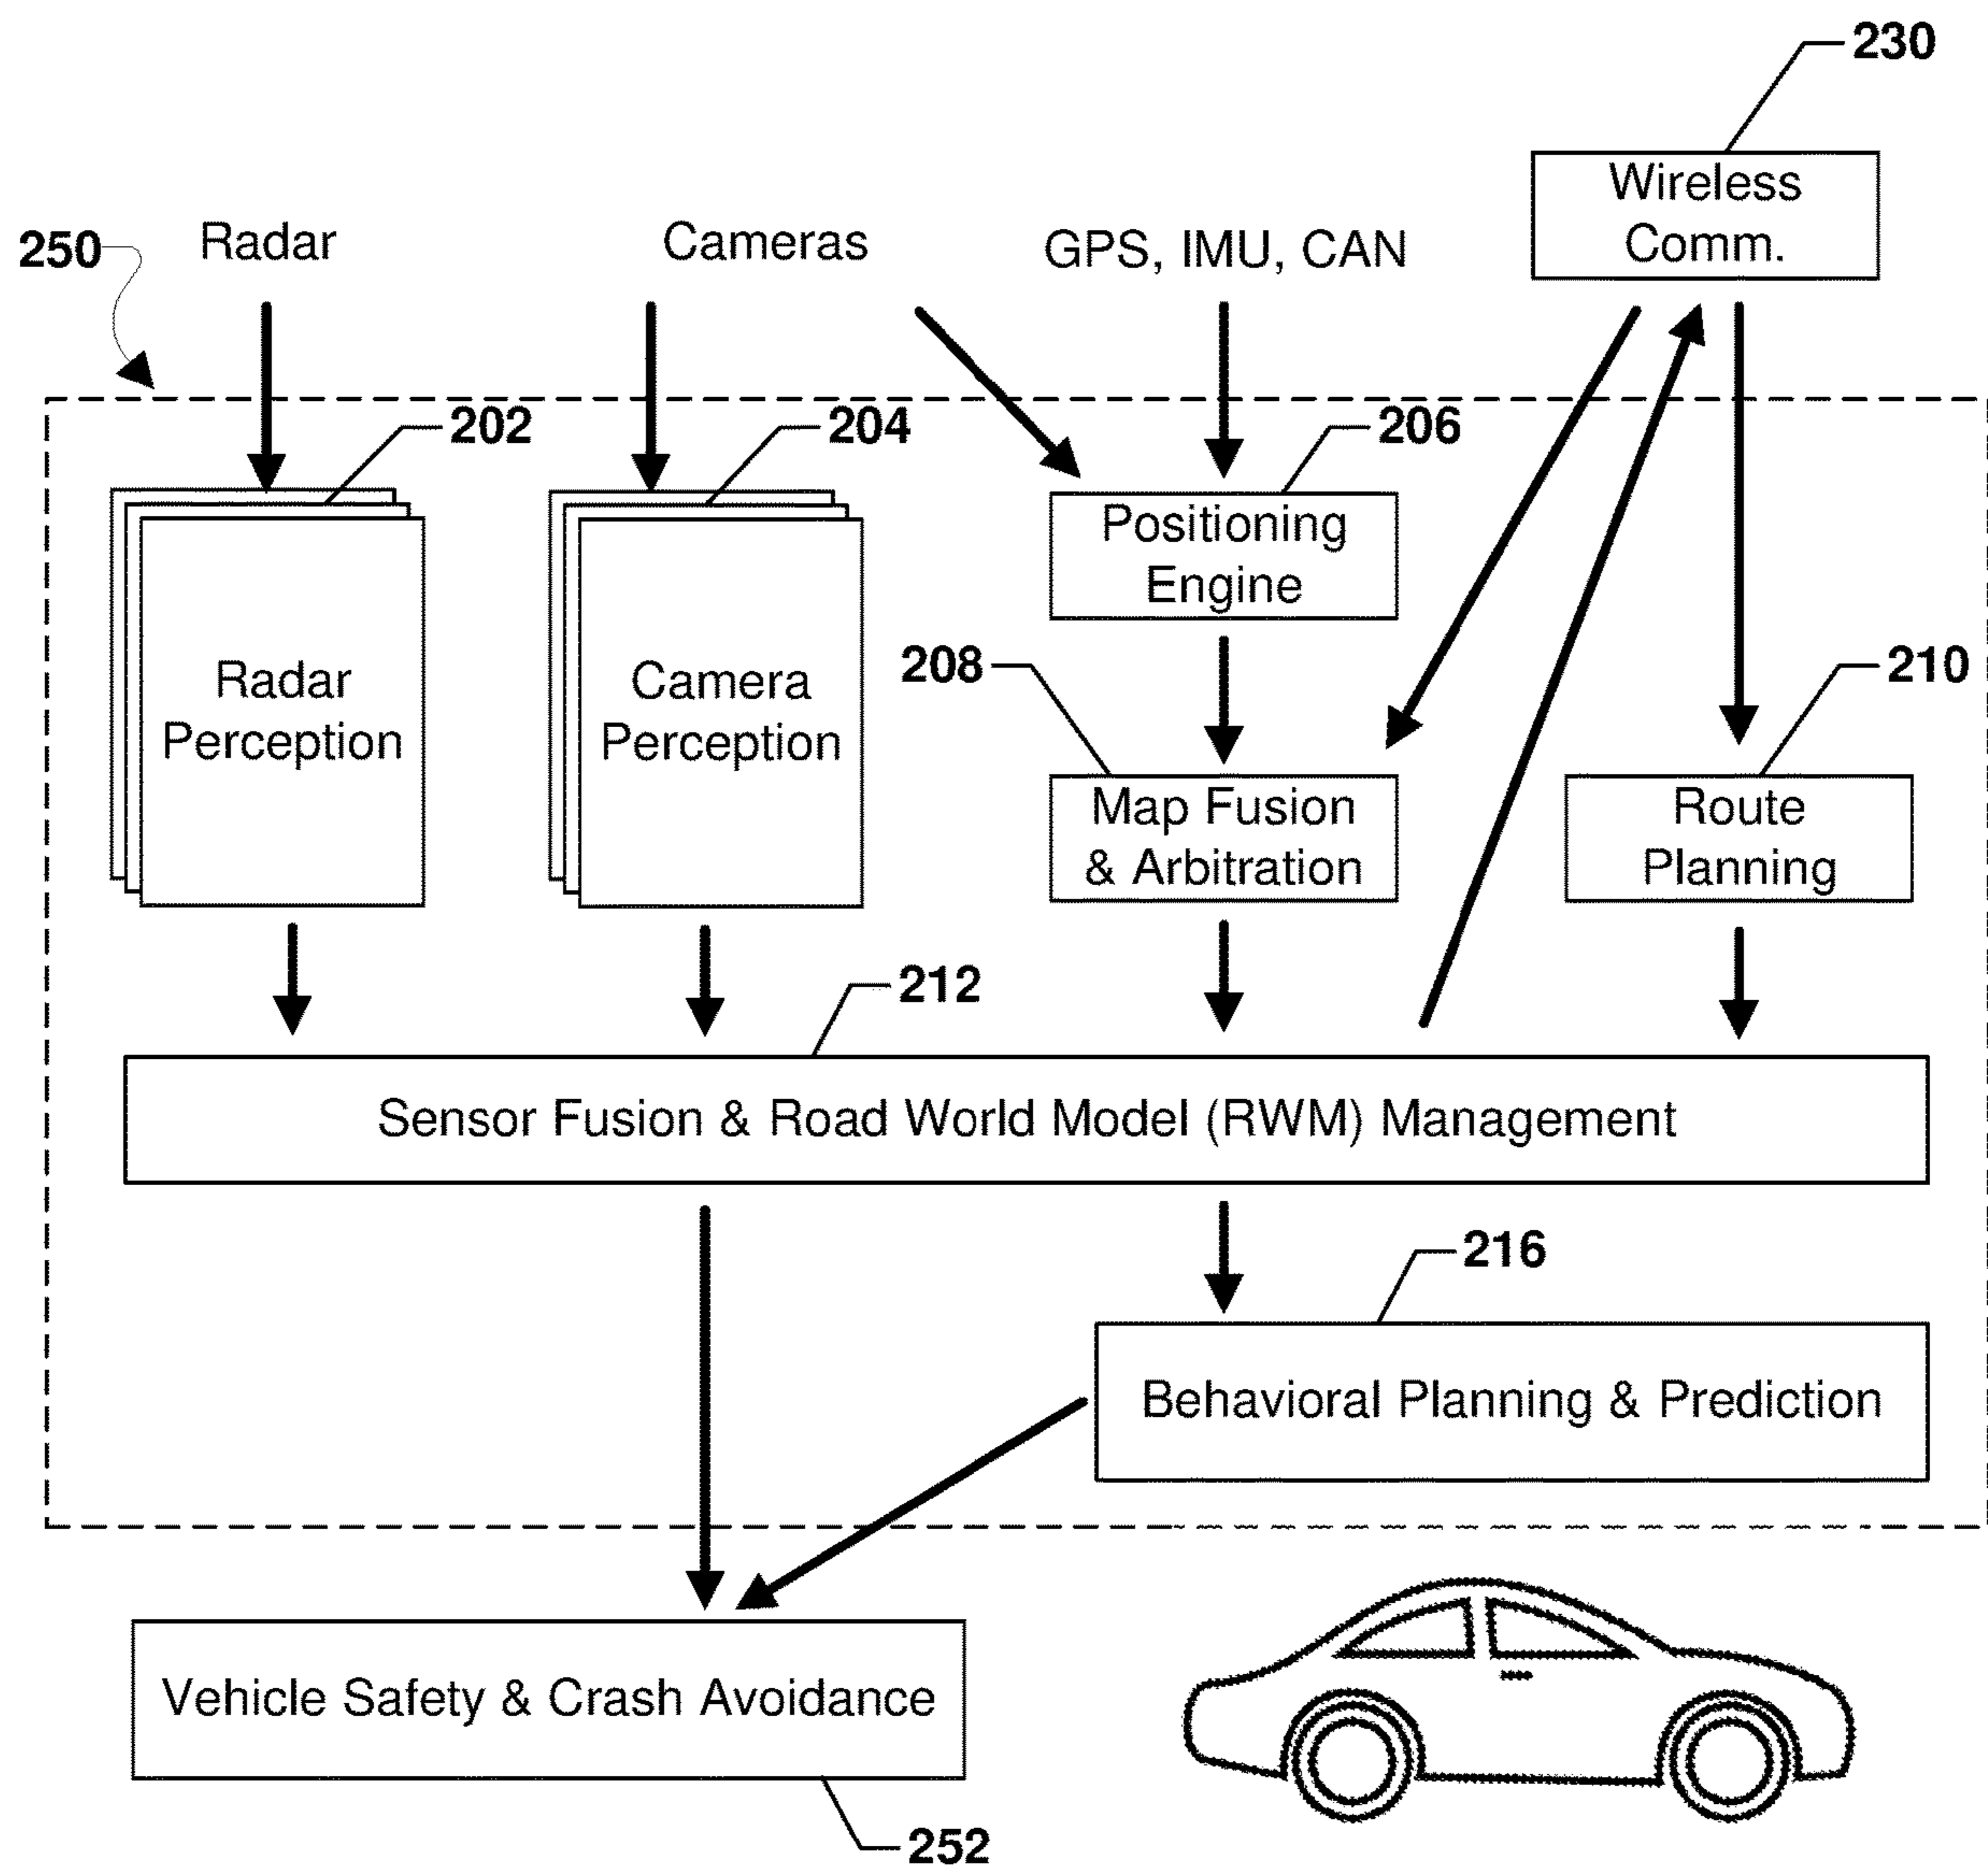 230
Wireless
Comm.
250
Radar
Cameras
GPS, IMU, CAN
202
204
206
Radar
Perception
Camera
Perception
Positioning
Engine
208
210
Map Fusion
& Arbitration
Route
Planning
212
Sensor Fusion & Road World Model (RWM) Management
216
Behavioral Planning & Prediction
Vehicle Safety & Crash Avoidance
252